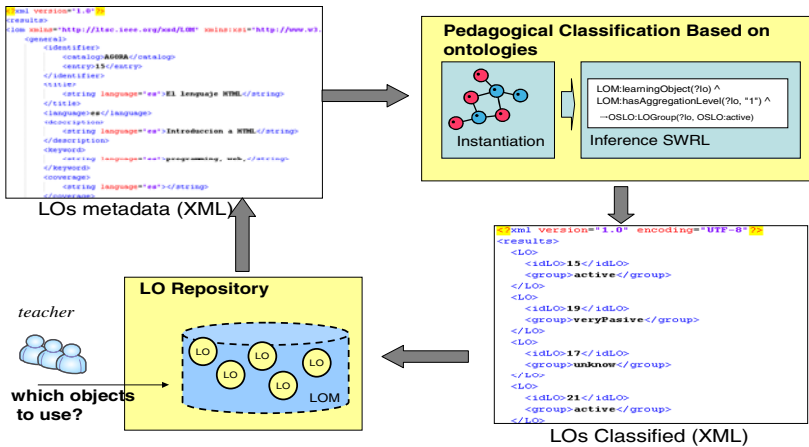 <?xml version="1.0"?>
<results>
<lom xmlns="http://ltsc.ieee.org/xsd/LOM" xmlns:xsi="http://www.w3.
<general>
<identifier>
<catalog>AGORA</catalog>
<entry>15</entry>
</identifier>
<title>
<string language="es">El lenguaje HTML</string>
</title>
<language>es</language>
<description>
<string language="es">Introduccion a HTML</string>
</description>
<keyword>
<string language="es">programming, web,</string>
</keyword>
<coverage>
<string language="es"></string>
</coverage>
LOs metadata (XML)
Pedagogical Classification Based on
ontologies
Instantiation
LOM:learningObject(?lo) ^
LOM:hasAggregationLevel(?lo, "1") ^
→OSLO:LOGroup(?lo, OSLO:active)
Inference SWRL
<?xml version="1.0" encoding="UTF-8"?>
<results>
<LO>
<idLO>15</idLO>
<group>active</group>
</LO>
<LO>
<idLO>19</idLO>
<group>veryPasive</group>
</LO>
<LO>
<idLO>17</idLO>
<group>unknow</group>
</LO>
<LO>
<idLO>21</idLO>
<group>active</group>
</LO>
LOs Classified (XML)
LO Repository
LO
LO
LO
LO
LO
LOM
teacher
which objects
to use?